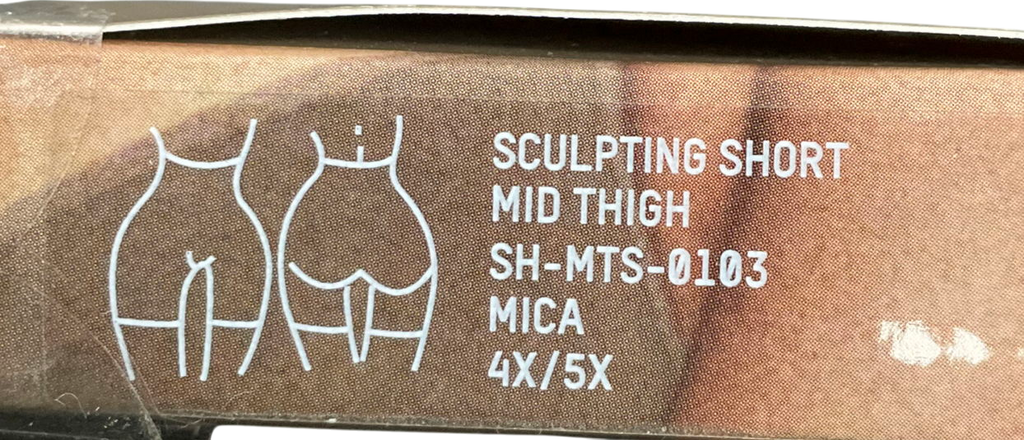 SCULPTING SHORT
MID THIGH
SH-MTS-0103
MICA
4X/5X